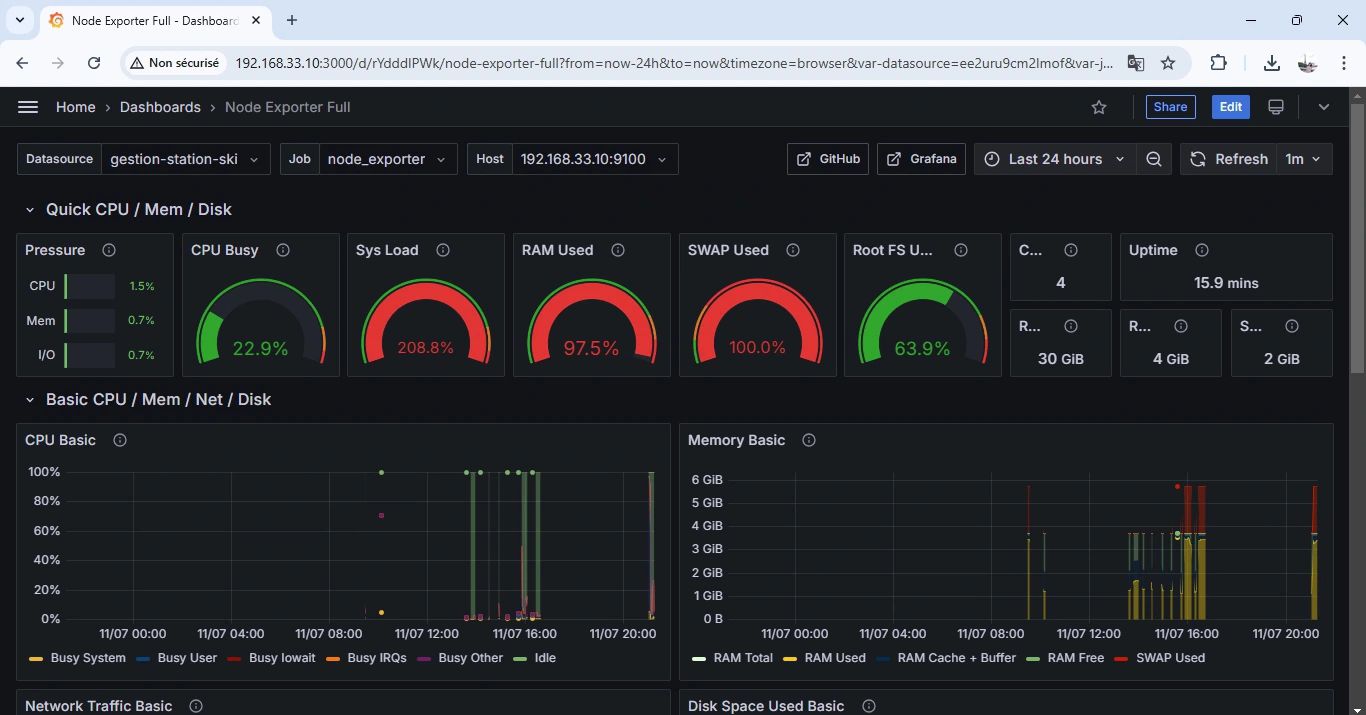 Node Exporter Full - Dashboard
Non sécurisé
192.168.33.10:3000/d/rYdddlPWk/node-exporter-full?from=now-24h&to=now&timezone=browser&var-datasource=ee2uru9cm2lmof&var-j...
Home > Dashboards > Node Exporter Full
Share
Edit
Datasource gestion-station-ski
Job node_exporter
Host 192.168.33.10:9100
GitHub
Grafana
Last 24 hours
Refresh 1m
Quick CPU / Mem / Disk
Pressure
CPU 1.5%
Mem 0.7%
I/O 0.7%
CPU Busy
22.9%
Sys Load
208.8%
RAM Used
97.5%
SWAP Used
100.0%
Root FS U...
63.9%
C...
4
Uptime
15.9 mins
R...
30 GiB
R...
4 GiB
S...
2 GiB
Basic CPU / Mem / Net / Disk
CPU Basic
100%
80%
60%
40%
20%
0%
11/07 00:00 11/07 04:00 11/07 08:00 11/07 12:00 11/07 16:00 11/07 20:00
Busy System Busy User Busy Iowait Busy IRQs Busy Other Idle
Memory Basic
6 GiB
5 GiB
4 GiB
3 GiB
2 GiB
1 GiB
0 B
11/07 00:00 11/07 04:00 11/07 08:00 11/07 12:00 11/07 16:00 11/07 20:00
RAM Total RAM Used RAM Cache + Buffer RAM Free SWAP Used
Network Traffic Basic
Disk Space Used Basic